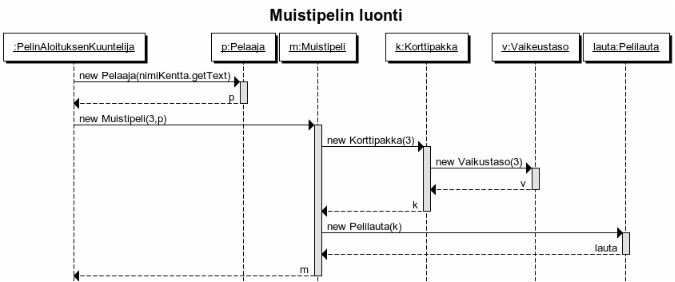 Muistipelin luonti
:PelinAloituksenKuuntelija p:Pelaaja m:Muistipeli k:Korttipakka v:Vaikeustaso lauta:Pelilauta
new Pelaaja(nimiKentta.getText)
p
new Muistipeli(3,p)
new Korttipakka(3)
new Vaikustaso(3)
v
k
new Pelilauta(k)
lauta
m